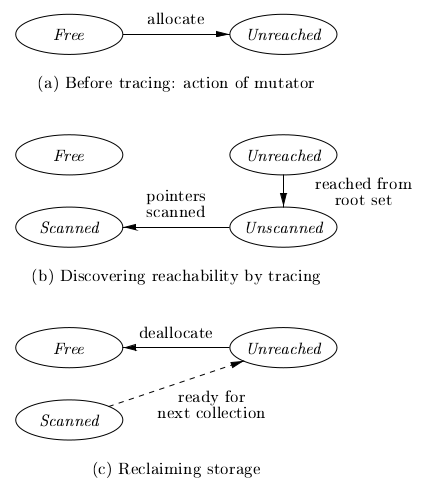 allocate
Free
Unreached
(a) Before tracing: action of mutator
Free
Unreached
reached from
root set
pointers
scanned
Scanned
Unscanned
(b) Discovering reachability by tracing
deallocate
Free
Unreached
ready for
next collection
Scanned
(c) Reclaiming storage